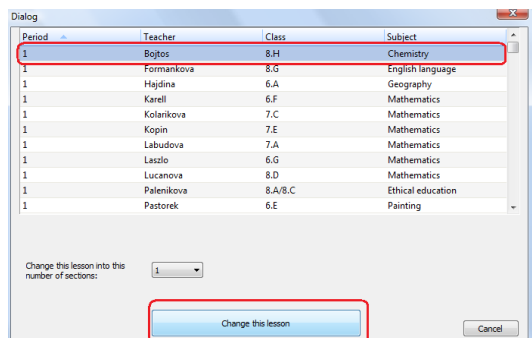 Dialog
Period Teacher Class Subject
1 Bojtos 8.H Chemistry
1 Formankova 8.G English language
1 Hajdina 6.A Geography
1 Karell 6.F Mathematics
1 Kolarikova 7.C Mathematics
1 Kopin 7.E Mathematics
1 Labudova 7.A Mathematics
1 Laszlo 6.G Mathematics
1 Lucanova 8.D Mathematics
1 Palenikova 8.A/8.C Ethical education
1 Pastorek 6.E Painting
Change this lesson into this
number of sections: 1
Change this lesson
Cancel